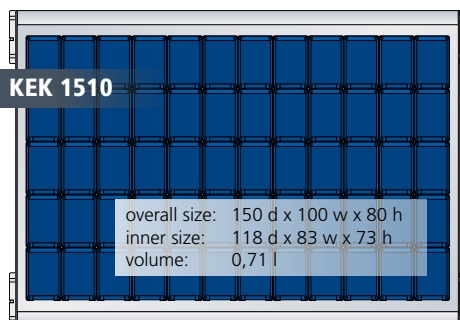 KEK 1510
overall size: 150 d x 100 w x 80 h
inner size: 118 d x 83 w x 73 h
volume: 0,71 l